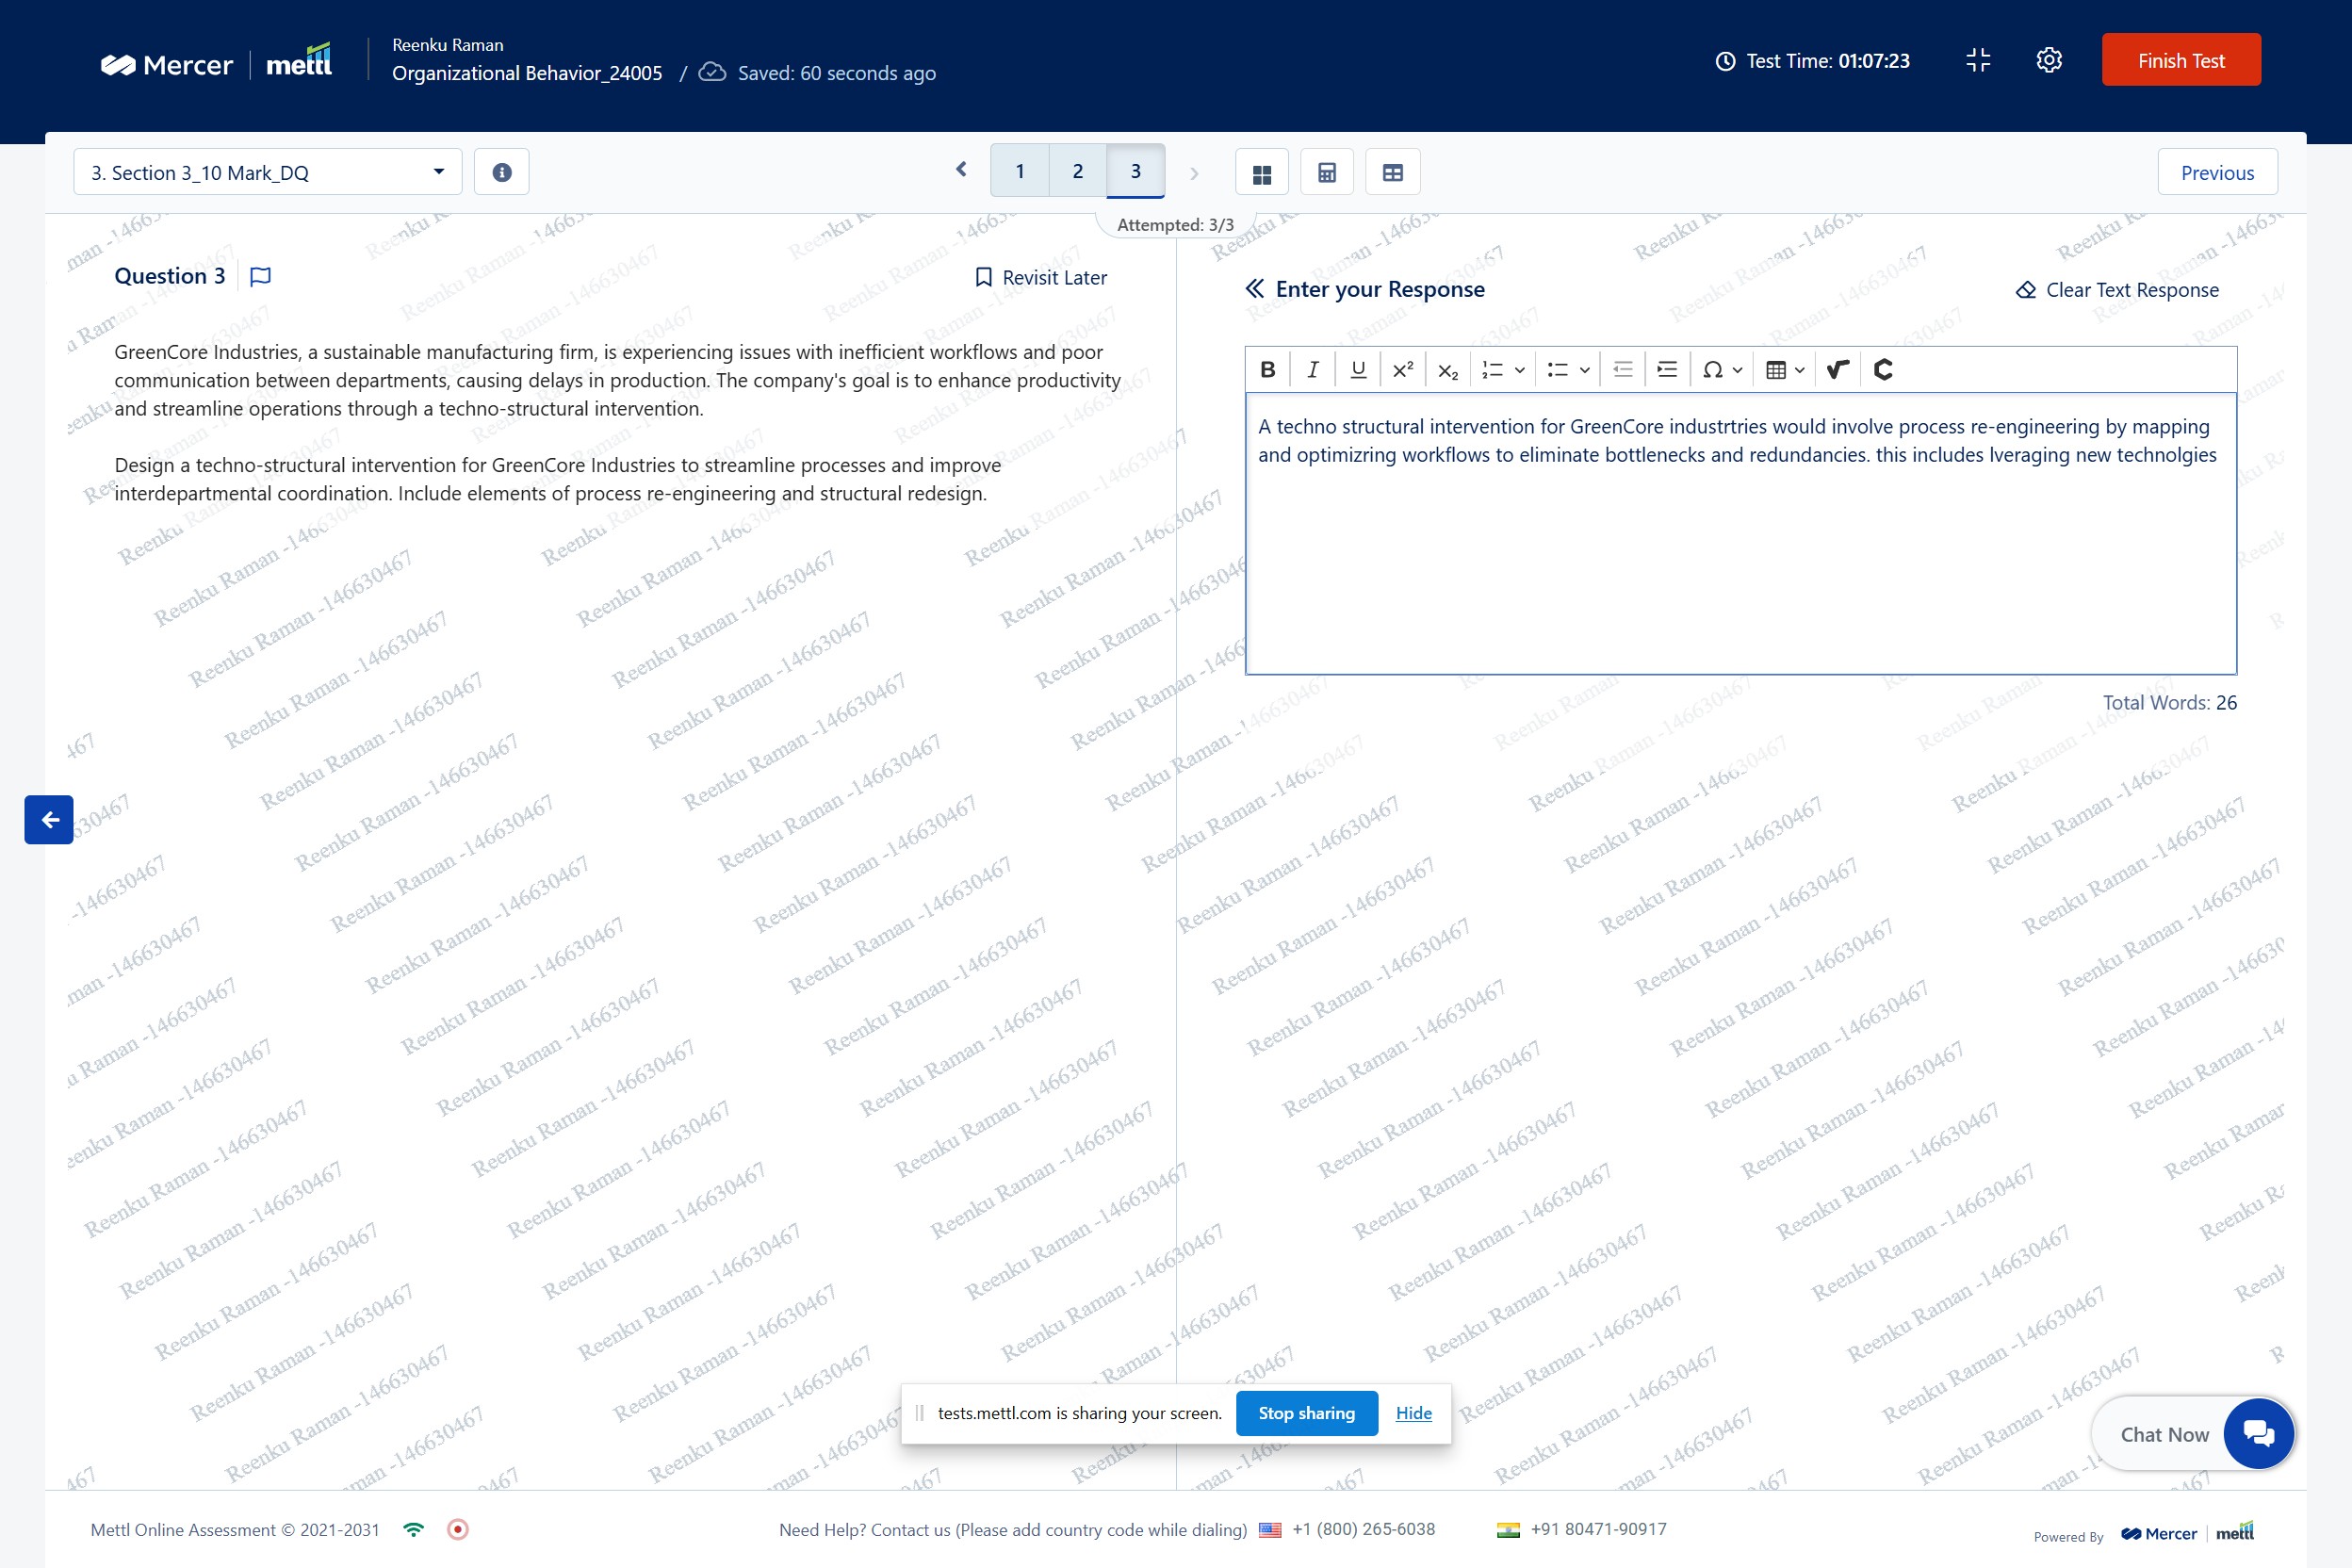 Mercer mettl
Reenku Raman
Organizational Behavior_24005 / Saved: 60 seconds ago
Test Time: 01:07:23
Finish Test
3. Section 3_10 Mark_DQ
1 2 3
Previous
Attempted: 3/3
Question 3
Revisit Later
GreenCore Industries, a sustainable manufacturing firm, is experiencing issues with inefficient workflows and poor
communication between departments, causing delays in production. The company's goal is to enhance productivity
and streamline operations through a techno-structural intervention.
Design a techno-structural intervention for GreenCore Industries to streamline processes and improve
interdepartmental coordination. Include elements of process re-engineering and structural redesign.
Enter your Response
Clear Text Response
B I U x² x₂ Ω
A techno structural intervention for GreenCore industrtries would involve process re-engineering by mapping
and optimizring workflows to eliminate bottlenecks and redundancies. this includes lveraging new technolgies
Total Words: 26
Reenku Raman -146630467
tests.mettl.com is sharing your screen. Stop sharing Hide
Chat Now
Mettl Online Assessment © 2021-2031
Need Help? Contact us (Please add country code while dialing) +1 (800) 265-6038 +91 80471-90917
Powered By Mercer mettl